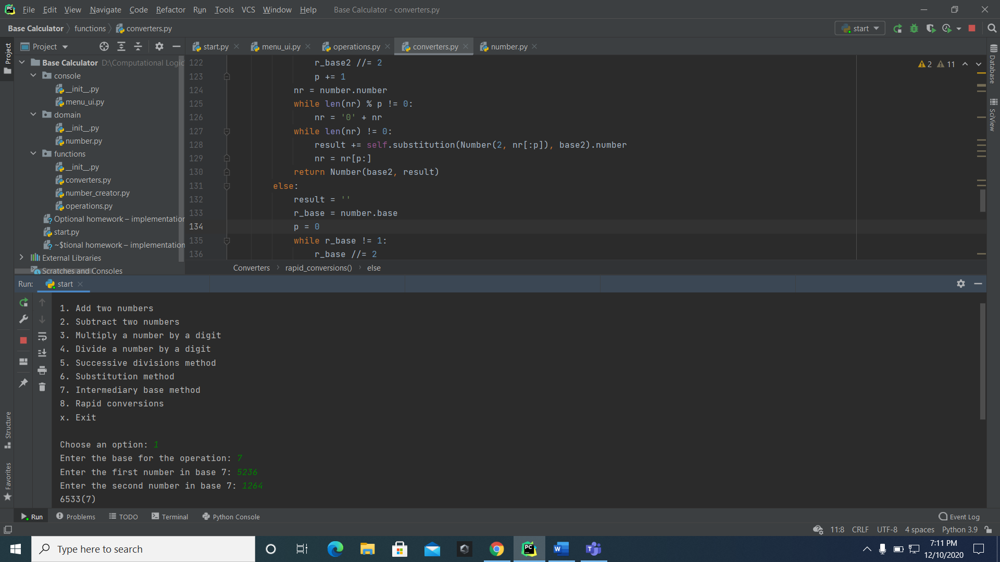 File Edit View Navigate Code Refactor Run Tools VCS Window Help Base Calculator - converters.py
Base Calculator functions converters.py start
Project start.py menu_ui.py operations.py converters.py number.py
Project
Base Calculator D:\Computational Logic
console
__init__.py
menu_ui.py
domain
__init__.py
number.py
functions
__init__.py
converters.py
number_creator.py
operations.py
Optional homework – implementation
start.py
~$tional homework – implementation
External Libraries
Scratches and Consoles
122 r_base2 //= 2
123 p += 1
124 nr = number.number
125 while len(nr) % p != 0:
126 nr = '0' + nr
127 while len(nr) != 0:
128 result += self.substitution(Number(2, nr[:p]), base2).number
129 nr = nr[p:]
130 return Number(base2, result)
131 else:
132 result = ''
133 r_base = number.base
134 p = 0
135 while r_base != 1:
136 r_base //= 2
2 11
Database
SciView
Converters rapid_conversions() else
Run: start
1. Add two numbers
2. Subtract two numbers
3. Multiply a number by a digit
4. Divide a number by a digit
5. Successive divisions method
6. Substitution method
7. Intermediary base method
8. Rapid conversions
x. Exit
Choose an option: 1
Enter the base for the operation: 7
Enter the first number in base 7: 5236
Enter the second number in base 7: 1264
6533(7)
Structure
Favorites
Run Problems TODO Terminal Python Console Event Log
11:8 CRLF UTF-8 4 spaces Python 3.9
Type here to search
7:11 PM
12/10/2020